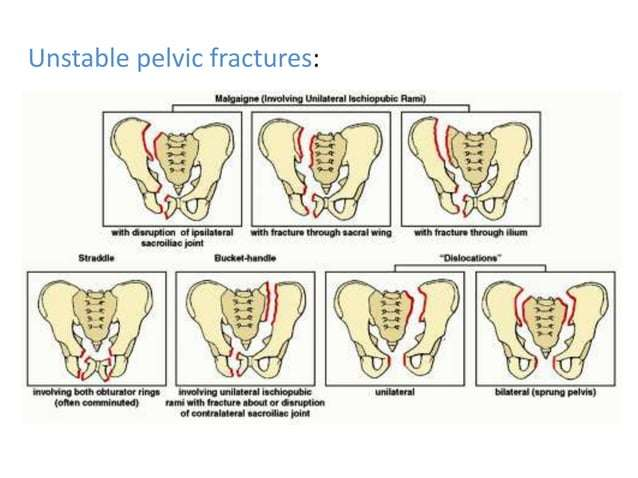 Unstable pelvic fractures:
Malgaigne (Involving Unilateral Ischiopubic Rami)
with disruption of ipsilateral
sacroiliac joint
with fracture through sacral wing
with fracture through ilium
Straddle
Bucket-handle
“Dislocations”
involving both obturator rings
(often comminuted)
involving unilateral ischiopubic
rami with fracture about or disruption
of contralateral sacroiliac joint
unilateral
bilateral (sprung pelvis)